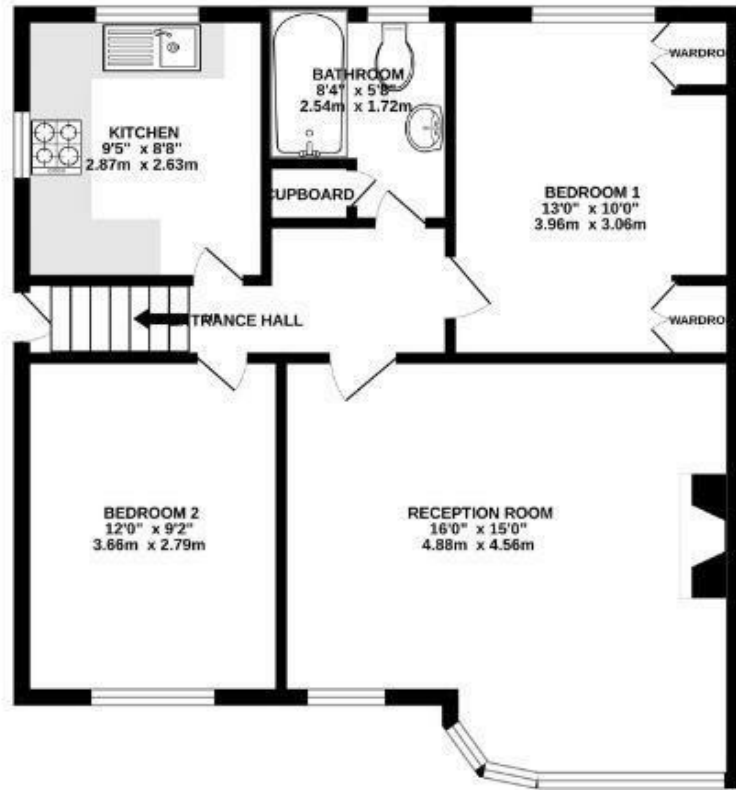 BATHROOM
8'4" x 5'8"
2.54m x 1.72m
WARDRO
KITCHEN
9'5" x 8'8"
2.87m x 2.63m
CUPBOARD
BEDROOM 1
13'0" x 10'0"
3.96m x 3.06m
HALL
WARDRO
BEDROOM 2
12'0" x 9'2"
3.66m x 2.79m
RECEPTION ROOM
16'0" x 15'0"
4.88m x 4.56m